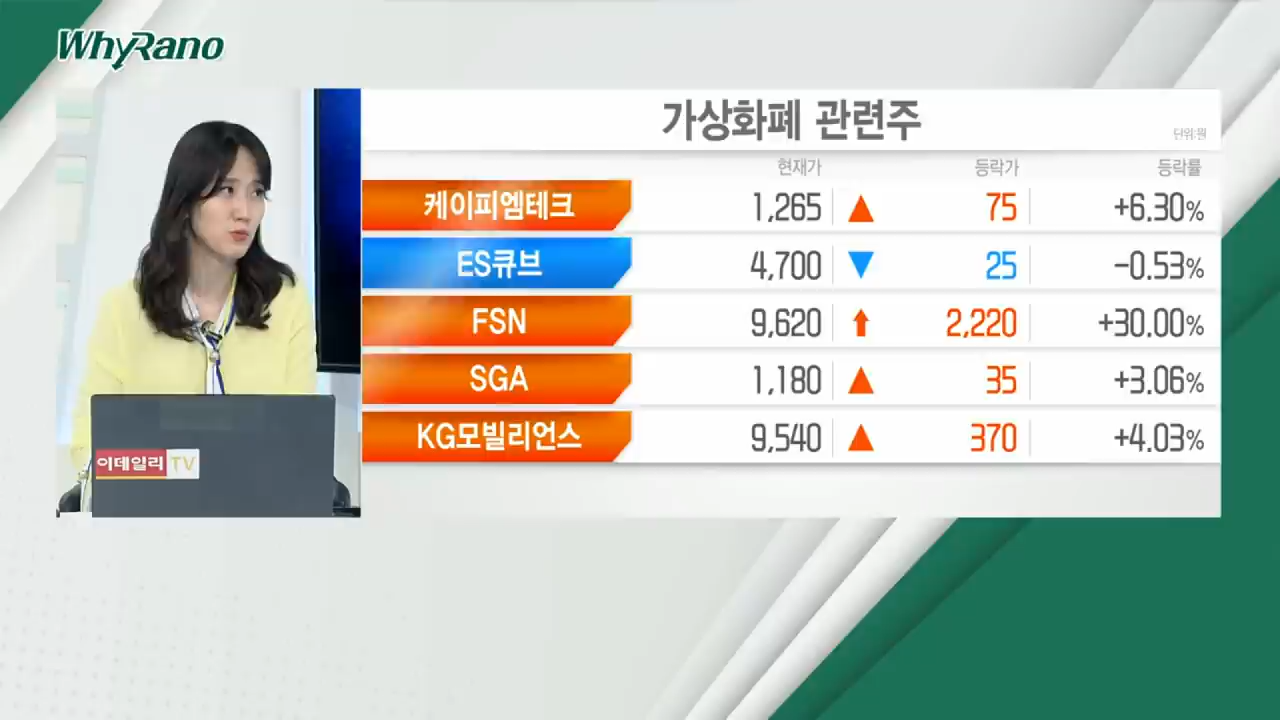 WhyRano
가상화폐 관련주
단위:원
현재가 등락가 등락률
케이피엠테크 1,265 ▲ 75 +6.30%
ES큐브 4,700 ▼ 25 -0.53%
FSN 9,620 ⬆ 2,220 +30.00%
SGA 1,180 ▲ 35 +3.06%
KG모빌리언스 9,540 ▲ 370 +4.03%
이데일리 TV